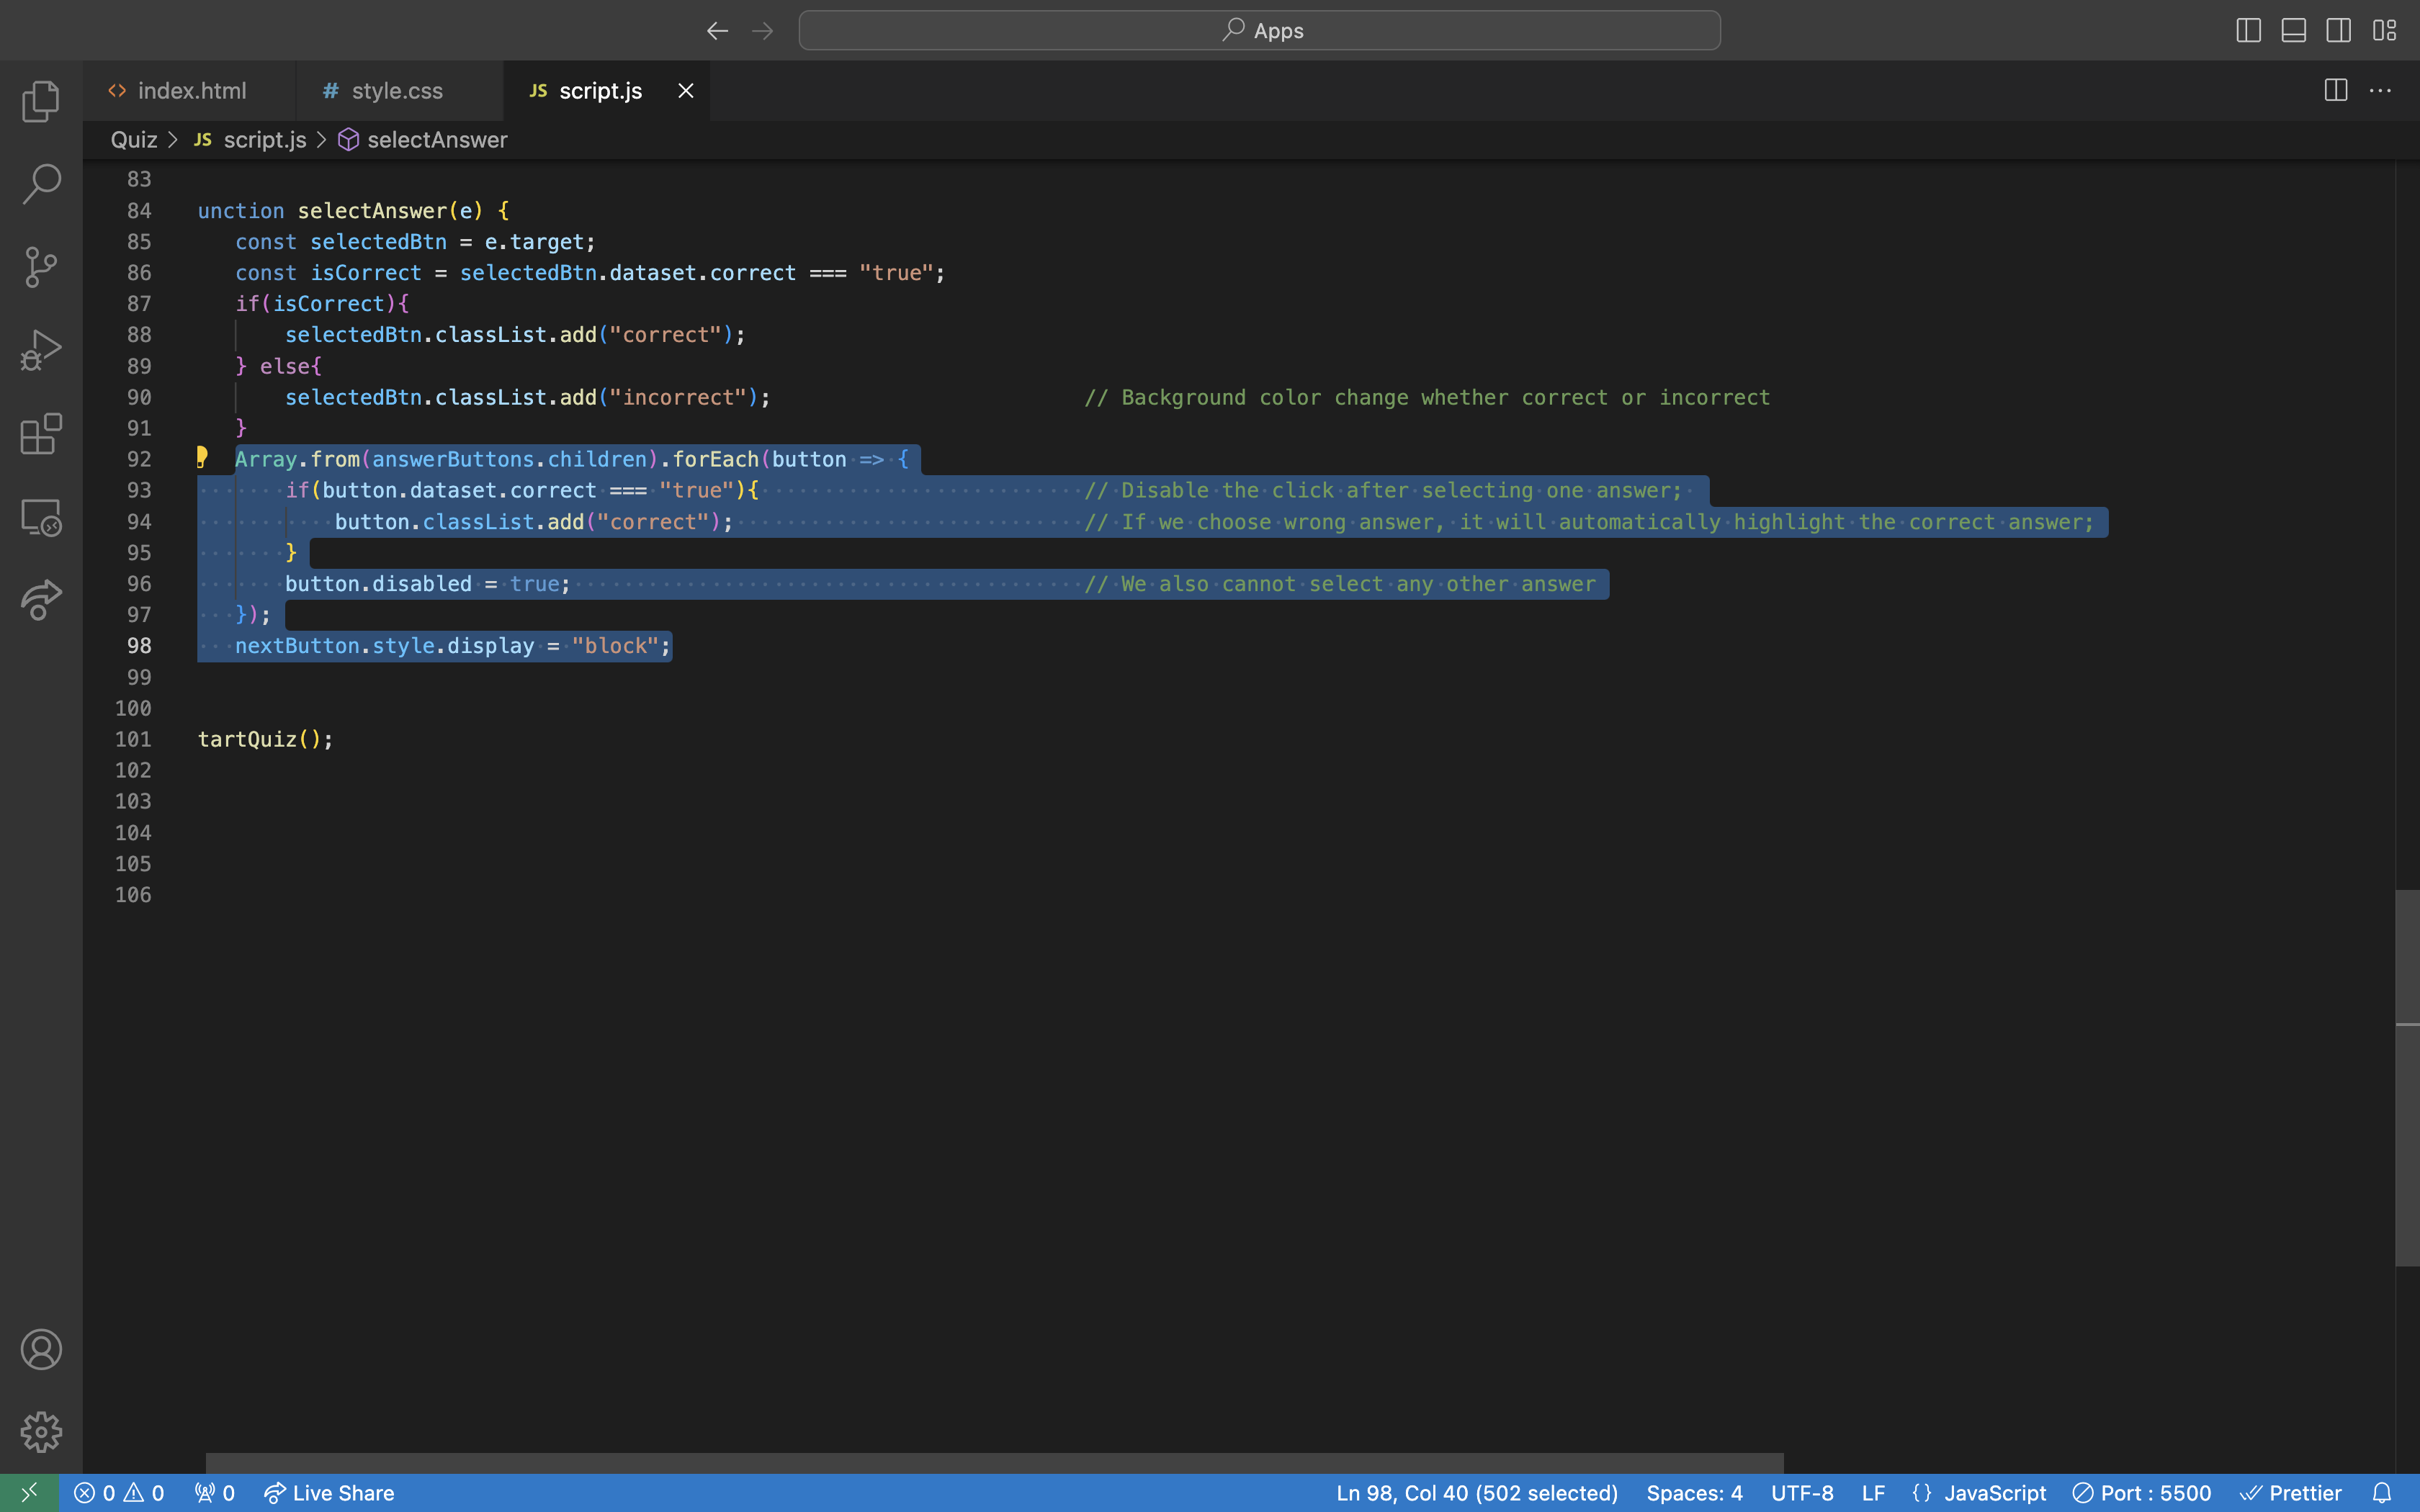 Apps
index.html
# style.css
JS script.js
Quiz > JS script.js > selectAnswer
83
84 unction selectAnswer(e) {
85 const selectedBtn = e.target;
86 const isCorrect = selectedBtn.dataset.correct === "true";
87 if(isCorrect){
88 selectedBtn.classList.add("correct");
89 } else{
90 selectedBtn.classList.add("incorrect"); // Background color change whether correct or incorrect
91 }
92 Array.from(answerButtons.children).forEach(button => {
93 if(button.dataset.correct === "true"){ // Disable the click after selecting one answer;
94 button.classList.add("correct"); // If we choose wrong answer, it will automatically highlight the correct answer;
95 }
96 button.disabled = true; // We also cannot select any other answer
97 });
98 nextButton.style.display = "block";
99
100
101 tartQuiz();
102
103
104
105
106
0 0 0 Live Share Ln 98, Col 40 (502 selected) Spaces: 4 UTF-8 LF {} JavaScript Port : 5500 Prettier